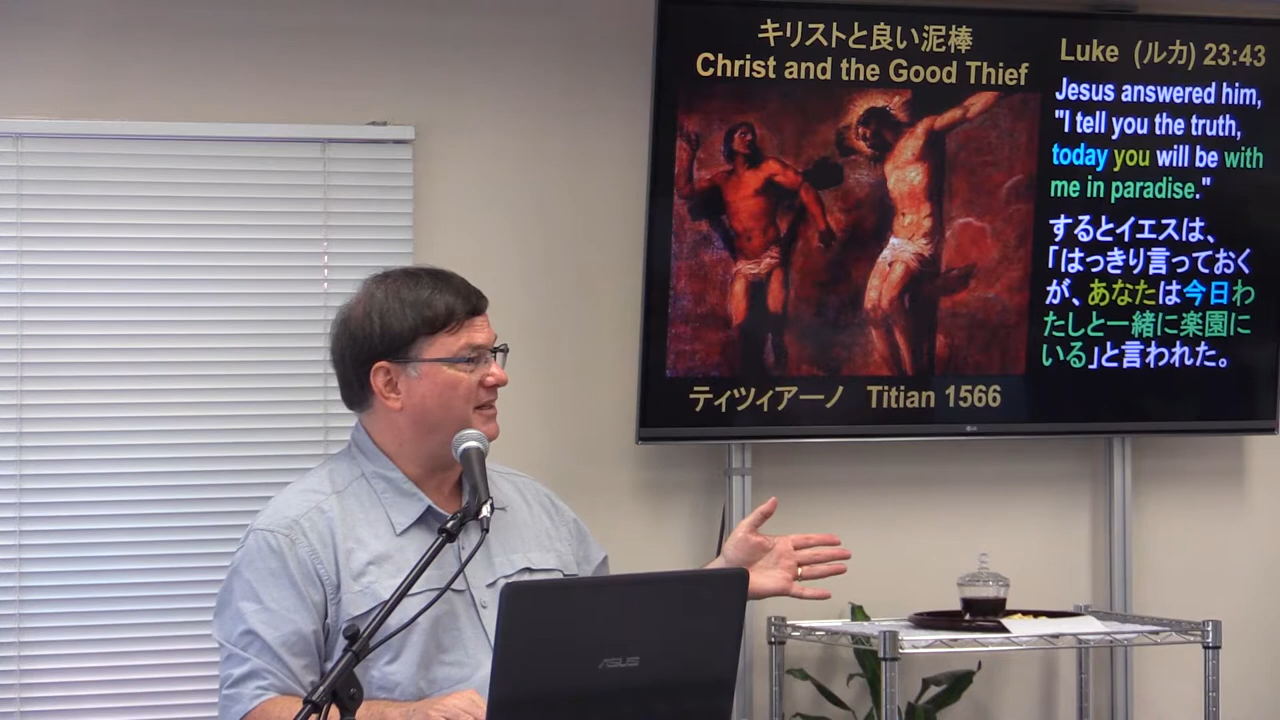 キリストと良い泥棒
Christ and the Good Thief
ティツィアーノ Titian 1566
Luke (ルカ) 23:43
Jesus answered him,
"I tell you the truth,
today you will be with
me in paradise."
するとイエスは、
「はっきり言っておく
が、あなたは今日わ
たしと一緒に楽園に
いる」と言われた。
LG
ASUS